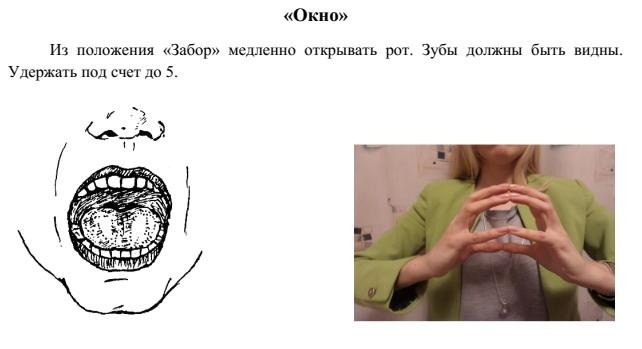 «Окно»
Из положения «Забор» медленно открывать рот. Зубы должны быть видны.
Удержать под счет до 5.